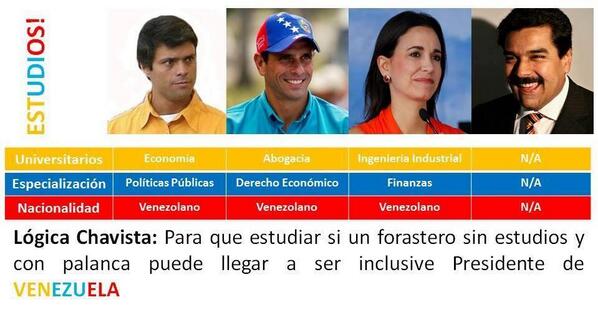 ESTUDIOS!
Universitarios Economía Abogacía Ingeniería Industrial N/A
Especialización Políticas Públicas Derecho Económico Finanzas N/A
Nacionalidad Venezolano Venezolano Venezolano N/A
Lógica Chavista: Para que estudiar si un forastero sin estudios y
con palanca puede llegar a ser inclusive Presidente de
VENEZUELA